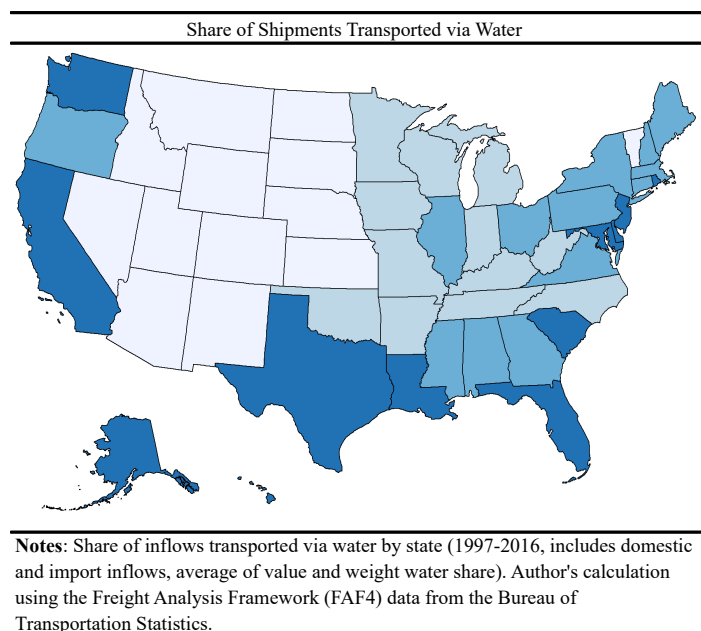 Share of Shipments Transported via Water
Notes: Share of inflows transported via water by state (1997-2016, includes domestic
and import inflows, average of value and weight water share). Author's calculation
using the Freight Analysis Framework (FAF4) data from the Bureau of
Transportation Statistics.